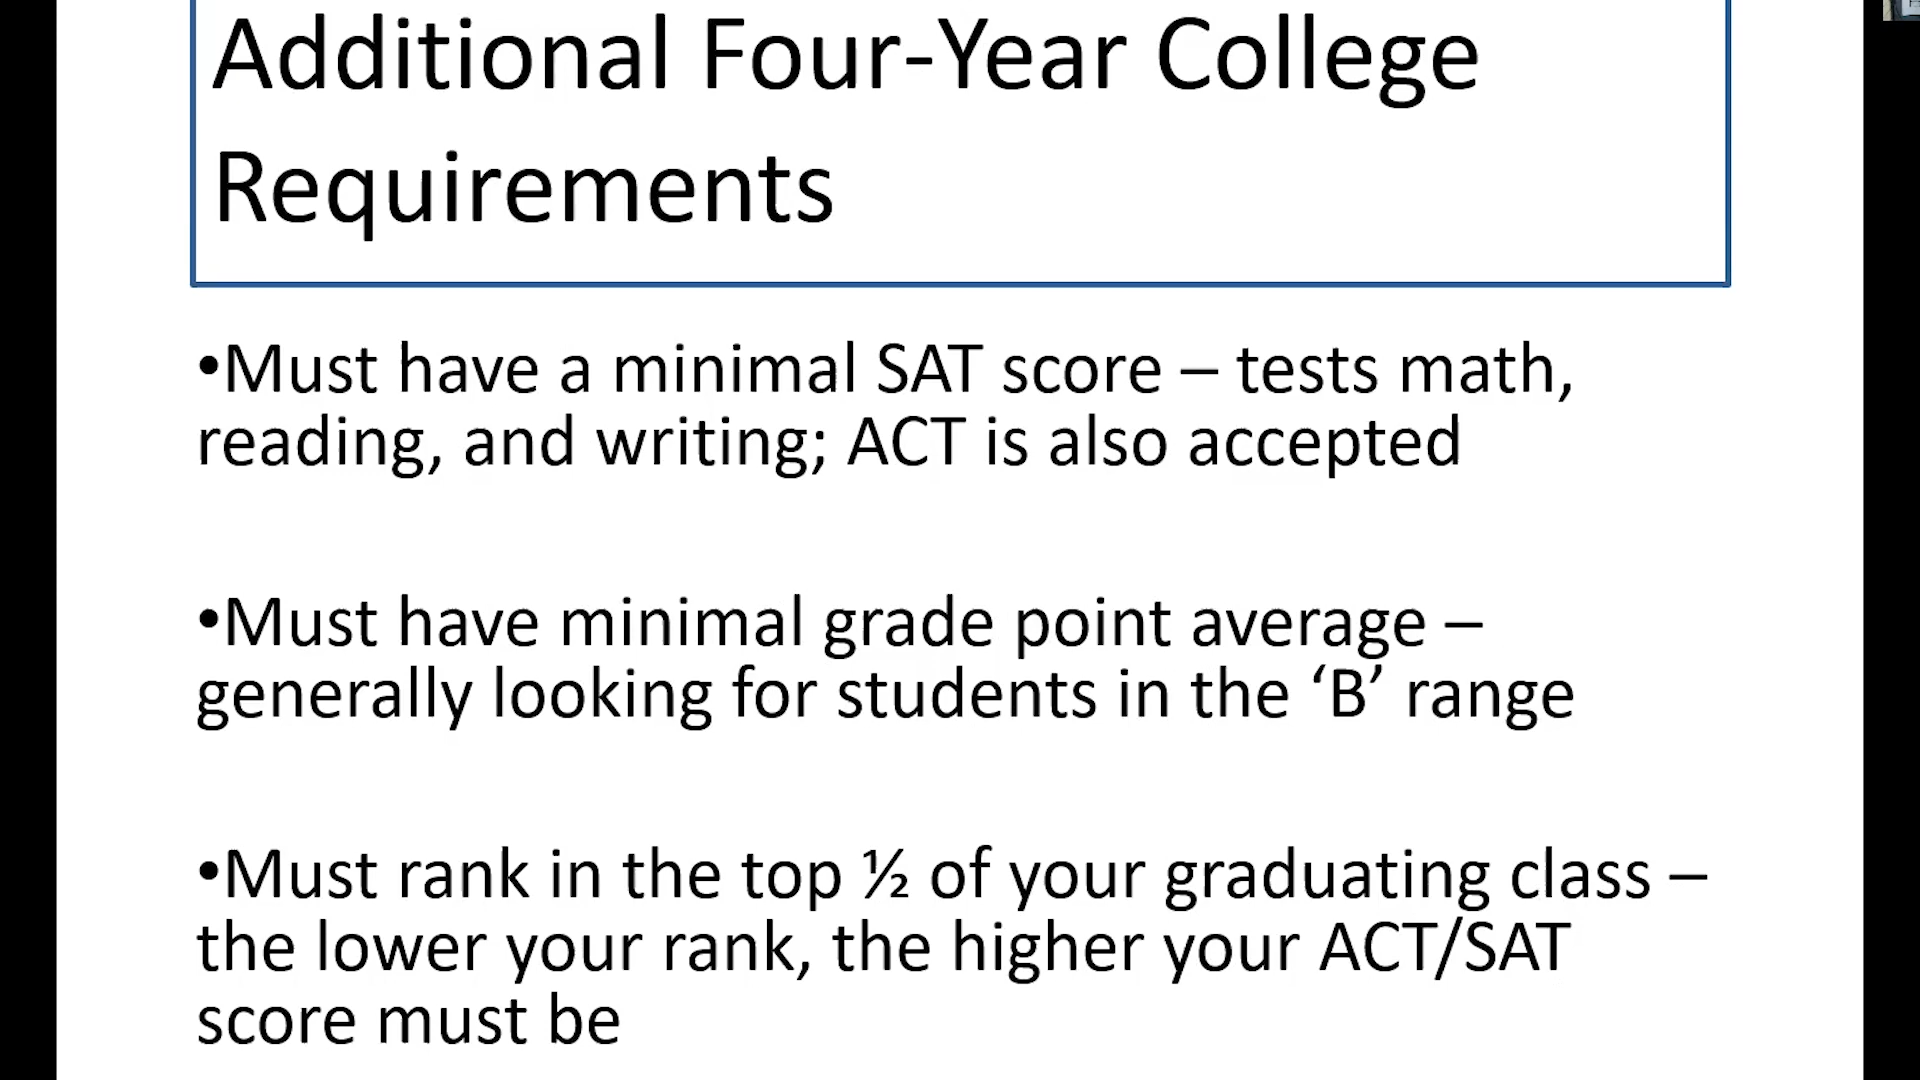 Additional Four-Year College
Requirements
•Must have a minimal SAT score – tests math,
reading, and writing; ACT is also accepted
•Must have minimal grade point average –
generally looking for students in the ‘B’ range
•Must rank in the top ½ of your graduating class –
the lower your rank, the higher your ACT/SAT
score must be